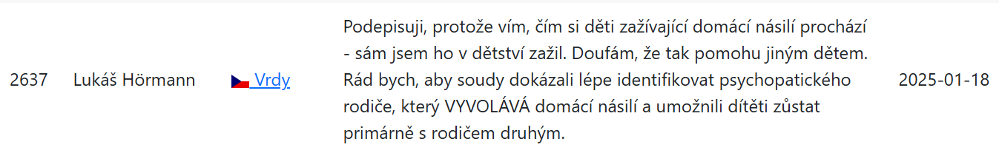 Podepisuji, protože vím, čím si děti zažívající domácí násilí prochází
- sám jsem ho v dětství zažil. Doufám, že tak pomohu jiným dětem.
2637 Lukáš Hörmann Vrdy Rád bych, aby soudy dokázali lépe identifikovat psychopatického 2025-01-18
rodiče, který VYVOLÁVÁ domácí násilí a umožnili dítěti zůstat
primárně s rodičem druhým.